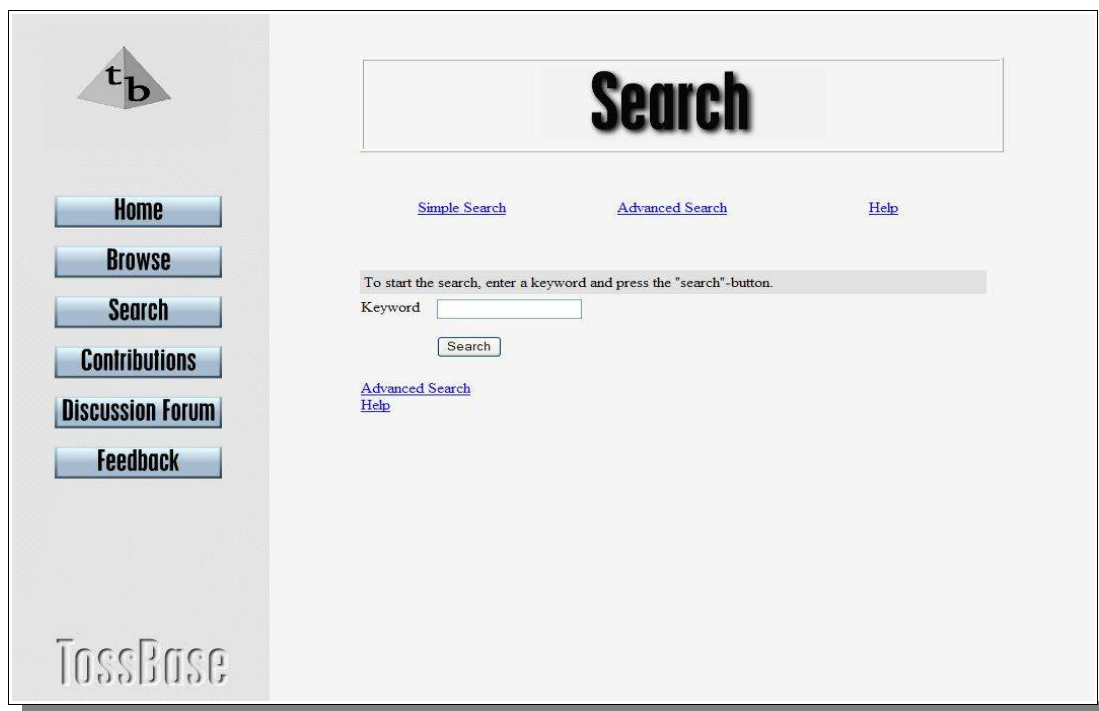 tb
Home
Browse
Search
Contributions
Discussion Forum
Feedback
TossBase
Search
Simple Search Advanced Search Help
To start the search, enter a keyword and press the "search"-button.
Keyword
Search
Advanced Search
Help